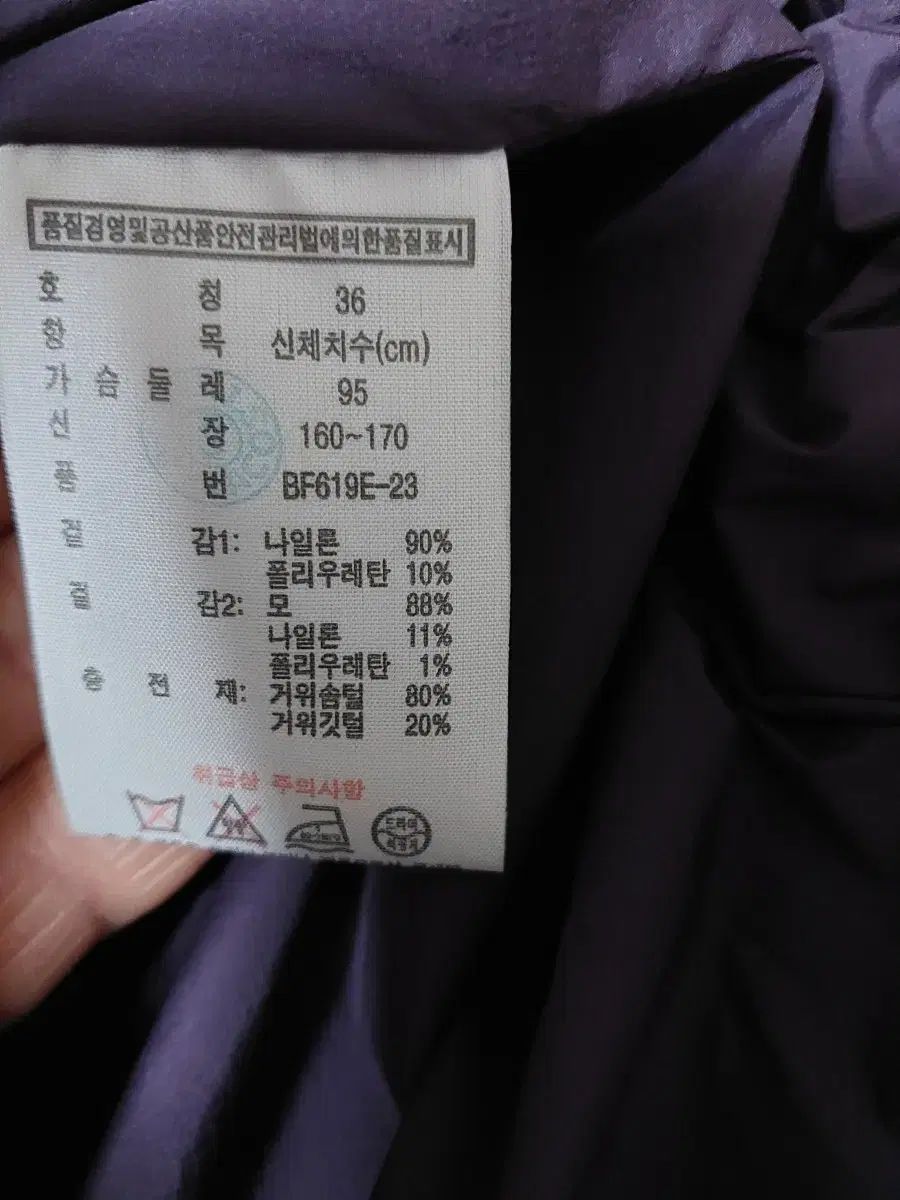 품질경영및공산품안전관리법에의한품질표시
호 칭 36
항 목 신체치수(cm)
가 슴 둘 레 95
신 장 160~170
품 번 BF619E-23
겉 감1: 나일론 90%
폴리우레탄 10%
겉 감2: 모 88%
나일론 11%
폴리우레탄 1%
충 전 재: 거위솜털 80%
거위깃털 20%
취급상 주의사항
드라이